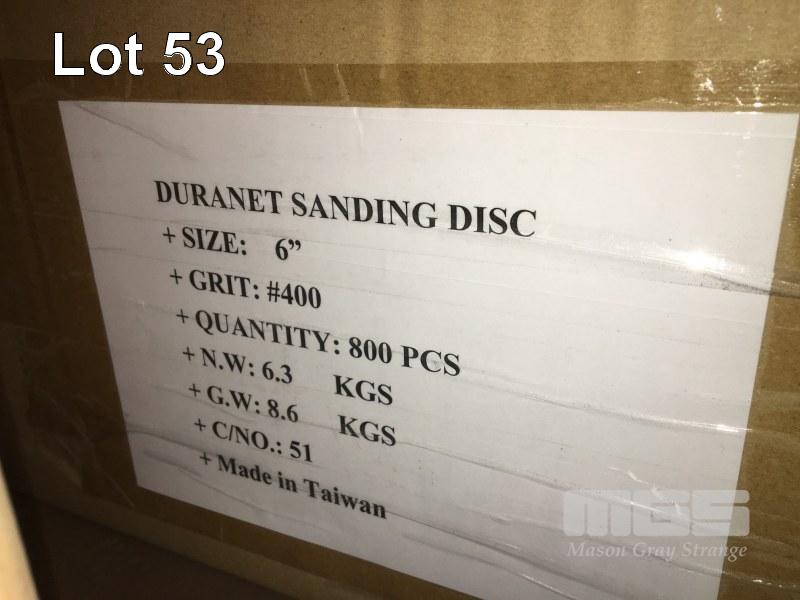 Lot 53
DURANET SANDING DISC
+ SIZE: 6”
+ GRIT: #400
+ QUANTITY: 800 PCS
+ N.W: 6.3 KGS
+ G.W: 8.6 KGS
+ C/NO.: 51
+ Made in Taiwan
MGS
Mason Gray Strange